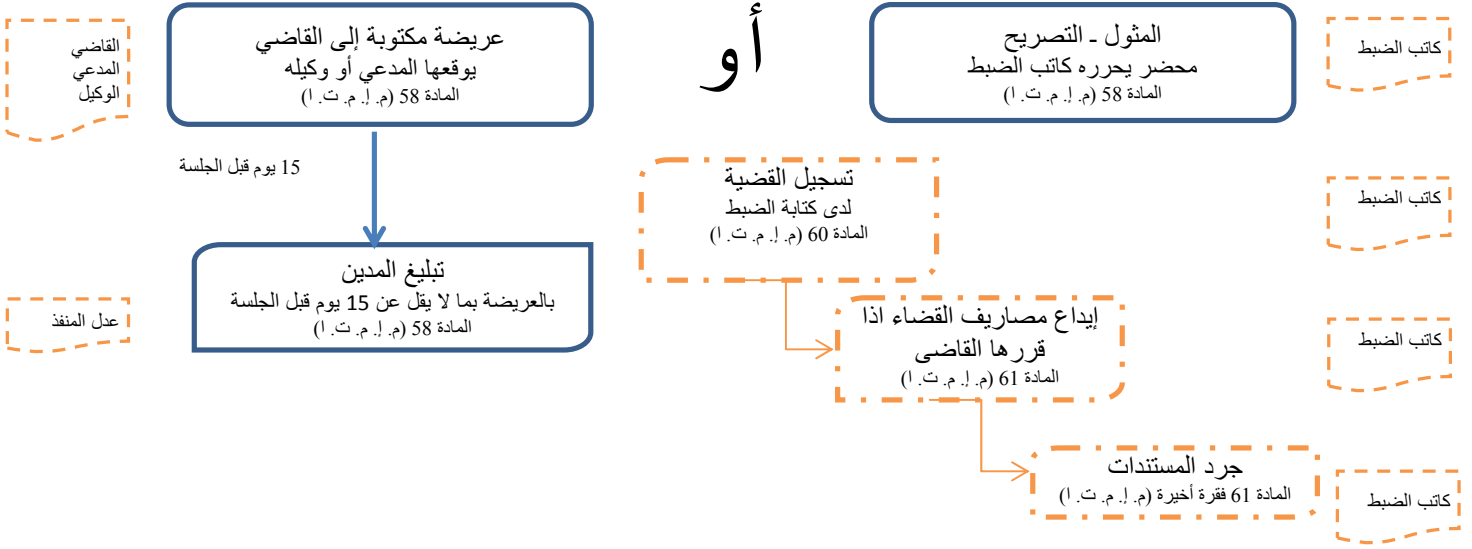 كاتب الضبط
المثول ـ التصريح
محضر يحرره كاتب الضبط
المادة 58 (م. إ. م. ت. ا)
أو
عريضة مكتوبة إلى القاضي
يوقعها المدعي أو وكيله
المادة 58 (م. إ. م. ت. ا)
القاضي
المدعي
الوكيل
15 يوم قبل الجلسة
كاتب الضبط
تسجيل القضية
لدى كتابة الضبط
المادة 60 (م. إ. م. ت. ا)
تبليغ المدين
بالعريضة بما لا يقل عن 15 يوم قبل الجلسة
المادة 58 (م. إ. م. ت. ا)
عدل المنفذ
كاتب الضبط
إيداع مصاريف القضاء اذا
قررها القاضى
المادة 61 (م. إ. م. ت. ا)
جرد المستندات
المادة 61 فقرة أخيرة (م. إ. م. ت. ا)
كاتب الضبط